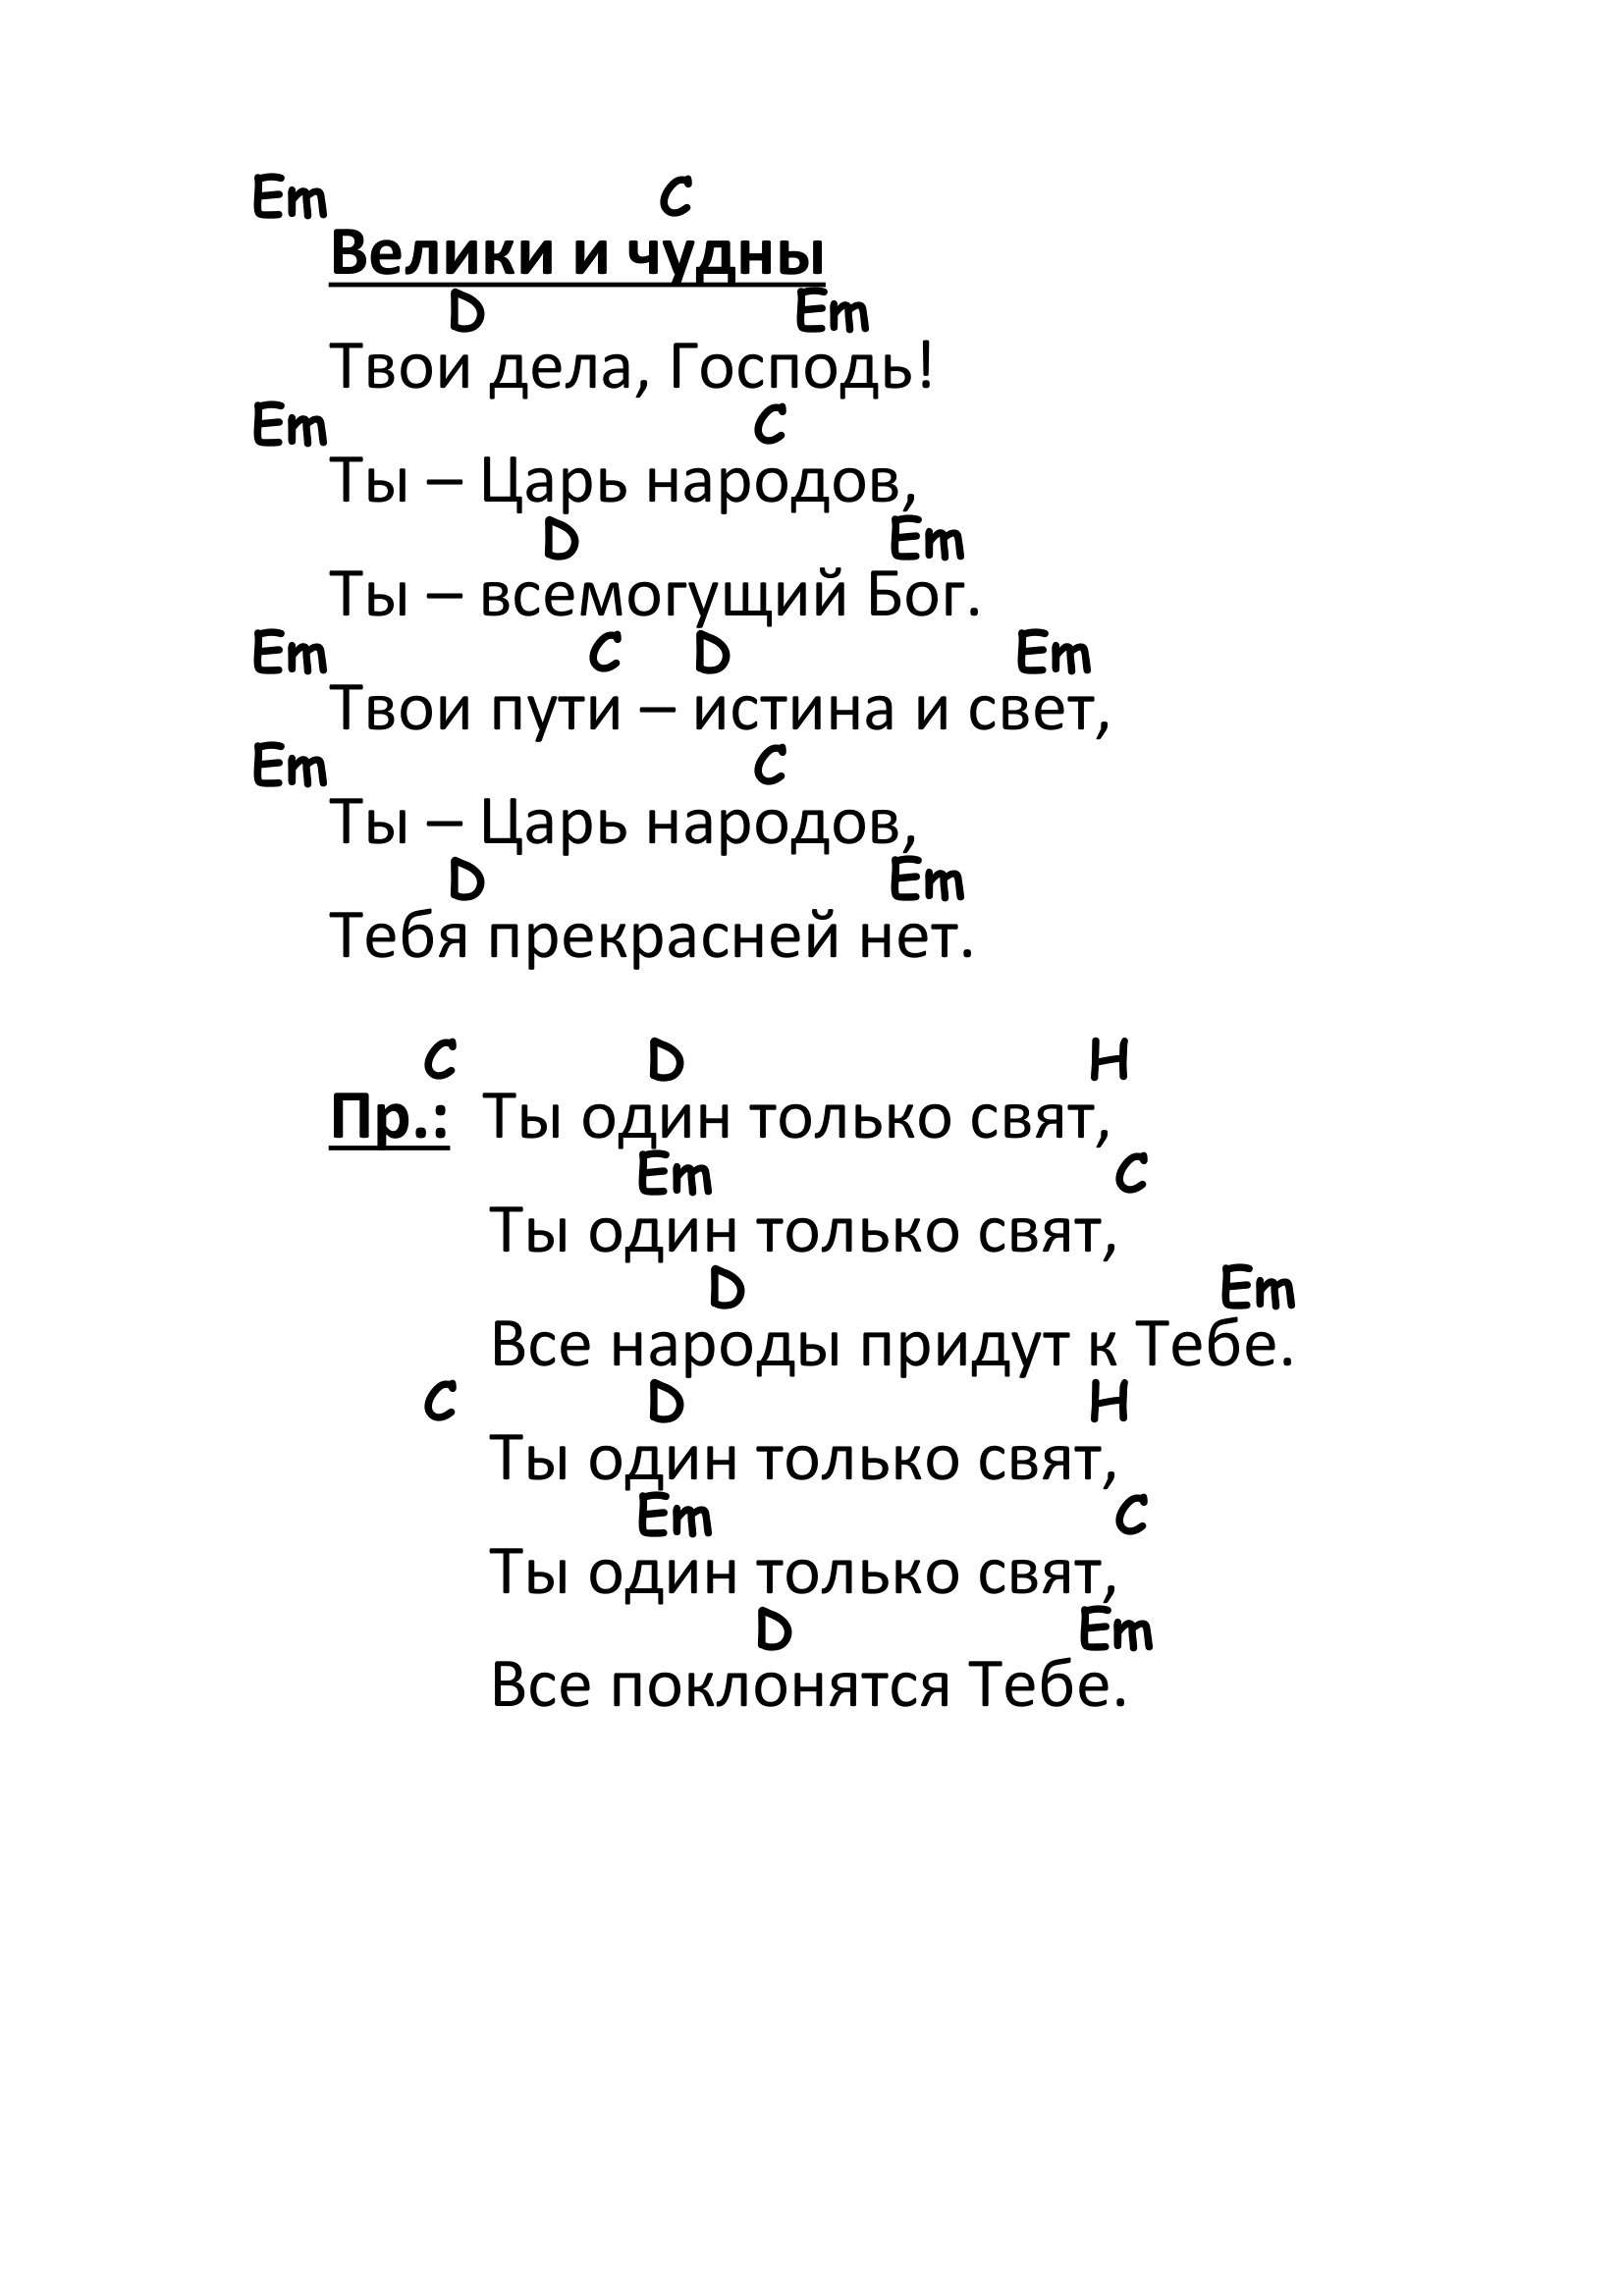 Em C
Велики и чудны
D Em
Твои дела, Господь!
Em C
Ты – Царь народов,
D Em
Ты – всемогущий Бог.
Em C D Em
Твои пути – истина и свет,
Em C
Ты – Царь народов,
D Em
Тебя прекрасней нет.
C D H
Пр.: Ты один только свят,
Em C
Ты один только свят,
D Em
Все народы придут к Тебе.
C D H
Ты один только свят,
Em C
Ты один только свят,
D Em
Все поклонятся Тебе.